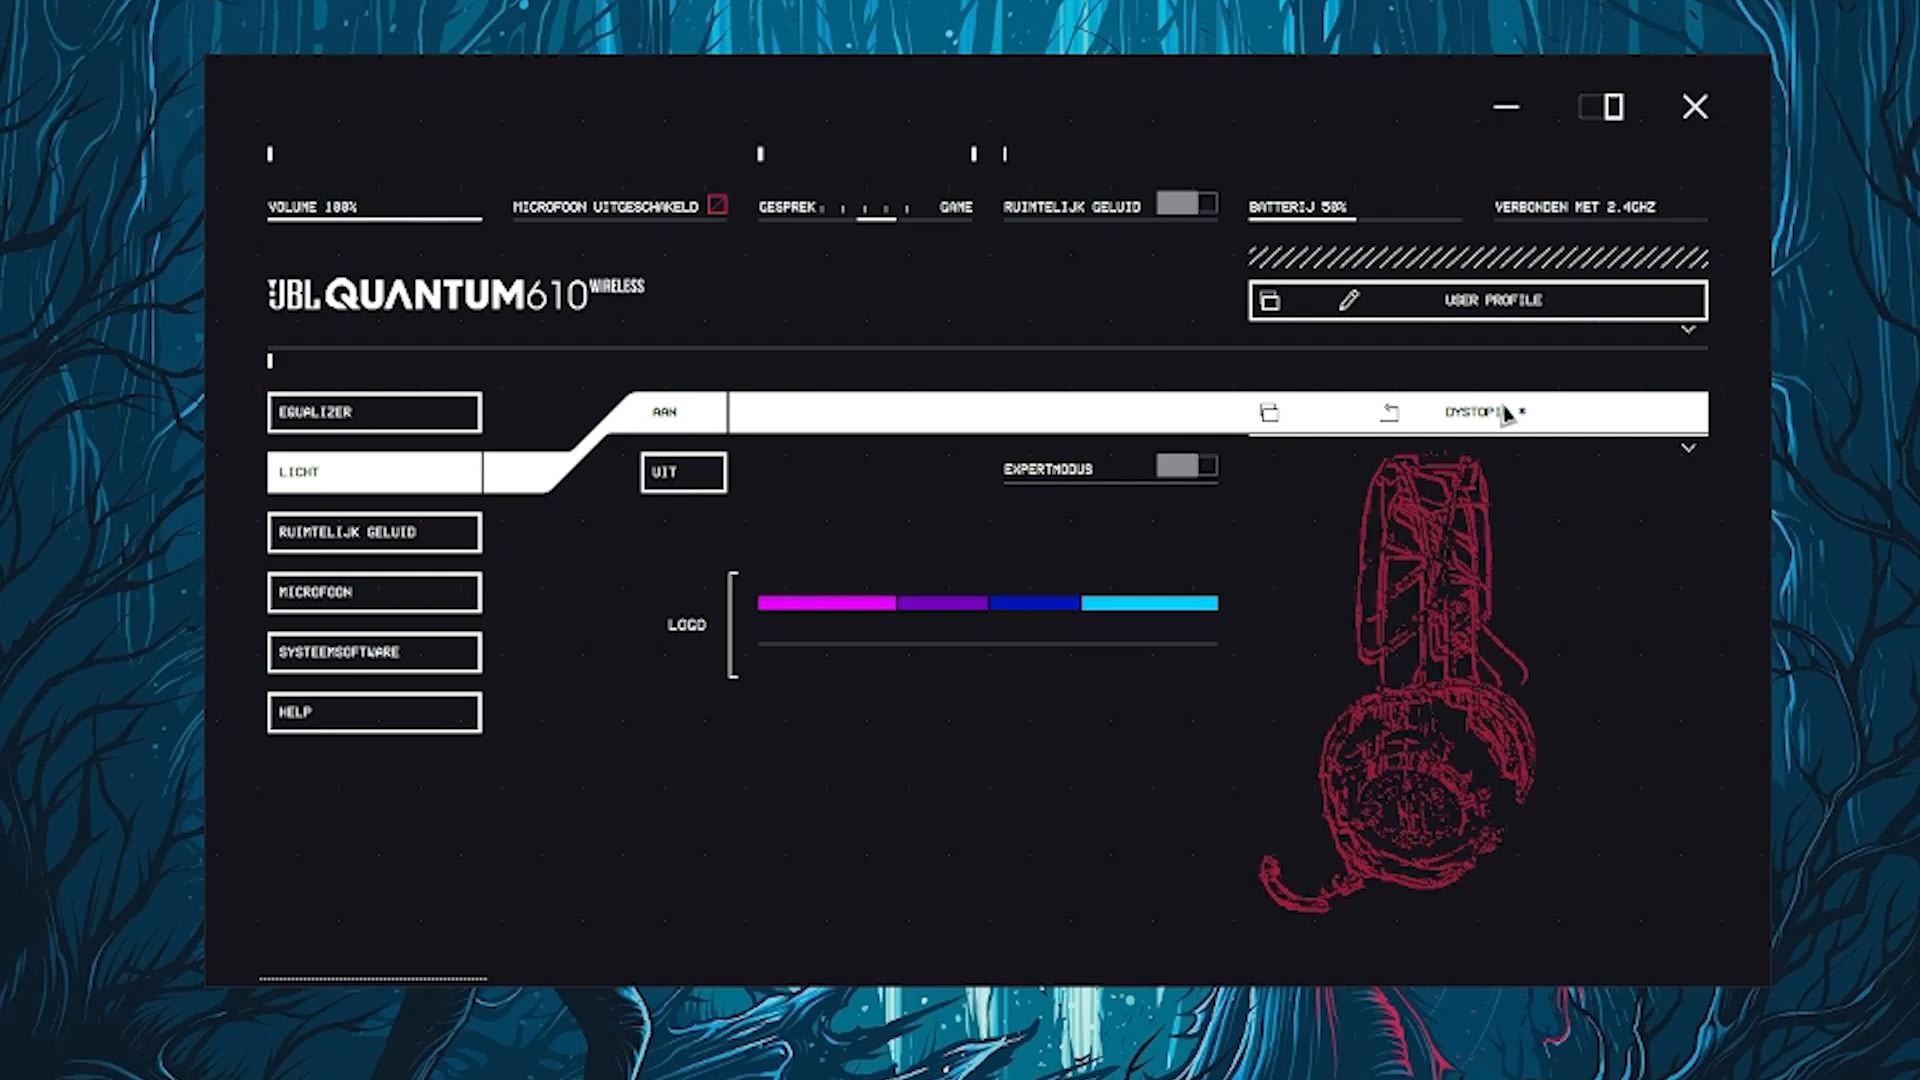 VOLUME 100%
MICROFOON UITGESCHAKELD
GESPREK
GAME
RUIMTELIJK GELUID
BATTERIJ 50%
VERBONDEN MET 2.4GHZ
JBL QUANTUM610 WIRELESS
USER PROFILE
EQUALIZER
AAN
LICHT
UIT
EXPERTMODUS
RUIMTELIJK GELUID
MICROFOON
LOGO
SYSTEEMSOFTWARE
HELP